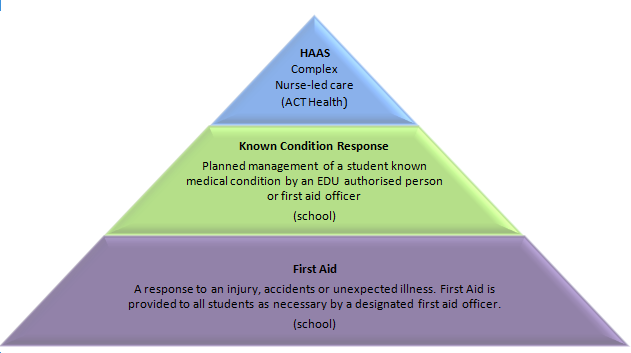 HAAS
Complex
Nurse-led care
(ACT Health)
Known Condition Response
Planned management of a student known
medical condition by an EDU authorised person
or first aid officer
(school)
First Aid
A response to an injury, accidents or unexpected illness. First Aid is
provided to all students as necessary by a designated first aid officer.
(school)